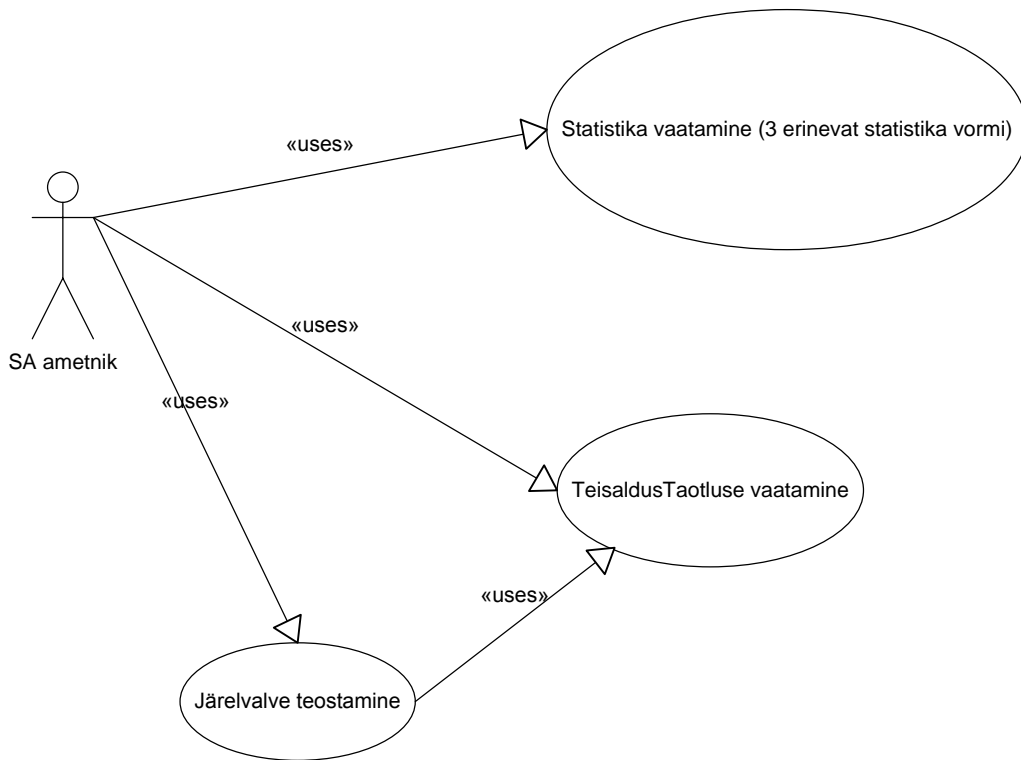 Statistika vaatamine (3 erinevat statistika vormi)
«uses»
«uses»
SA ametnik
«uses»
TeisaldusTaotluse vaatamine
«uses»
Järelvalve teostamine